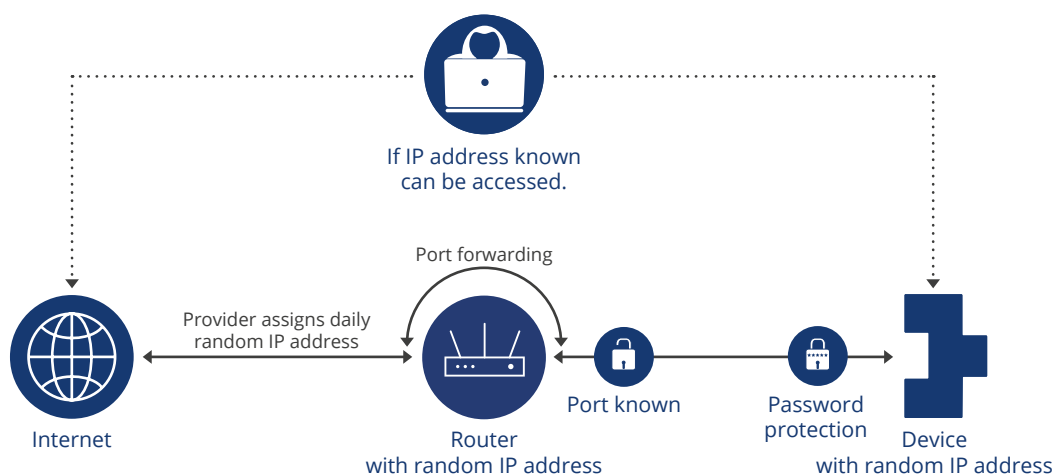 If IP address known
can be accessed.
Port forwarding
Provider assigns daily
random IP address
Port known
Password
protection
*****
Internet
Router
with random IP address
Device
with random IP address